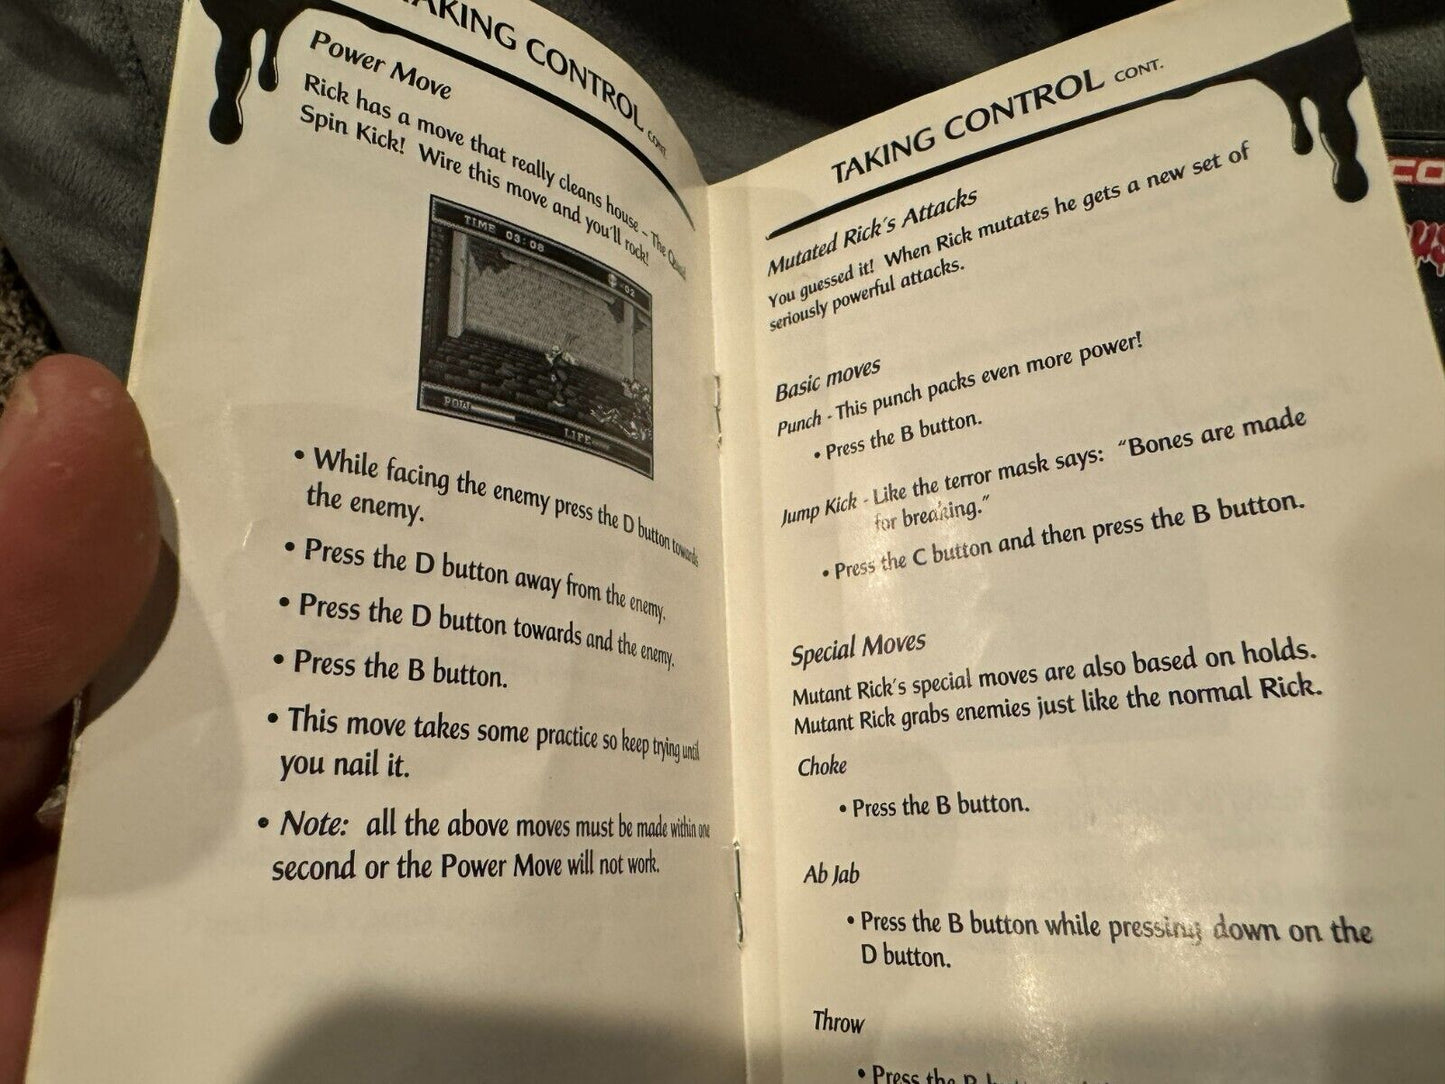 TAKING CONTROL CONT.
Power Move
Rick has a move that really cleans house – The Quad
Spin Kick! Wire this move and you'll rock!
TIME 03:08
02
POW
LIFE
• While facing the enemy press the D button towards
the enemy.
• Press the D button away from the enemy.
• Press the D button towards and the enemy.
• Press the B button.
• This move takes some practice so keep trying until
you nail it.
• Note: all the above moves must be made within one
second or the Power Move will not work.
TAKING CONTROL CONT.
Mutated Rick's Attacks
You guessed it! When Rick mutates he gets a new set of
seriously powerful attacks.
Basic moves
Punch - This punch packs even more power!
• Press the B button.
Jump Kick - Like the terror mask says: "Bones are made
for breaking."
• Press the C button and then press the B button.
Special Moves
Mutant Rick's special moves are also based on holds.
Mutant Rick grabs enemies just like the normal Rick.
Choke
• Press the B button.
Ab Jab
• Press the B button while pressing down on the
D button.
Throw
• Press the B button
CO